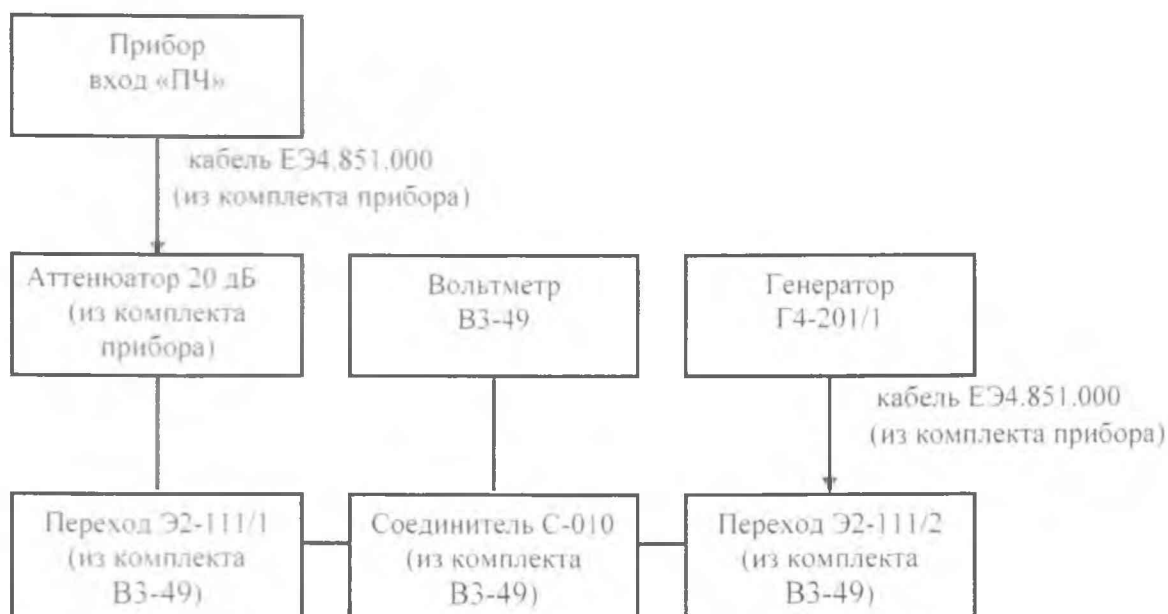 Прибор
вход «ПЧ»
кабель ЕЭ4.851.000
(из комплекта прибора)
Аттенюатор 20 дБ
(из комплекта
прибора)
Вольтметр
В3-49
Генератор
Г4-201/1
кабель ЕЭ4.851.000
(из комплекта прибора)
Переход Э2-111/1
(из комплекта
В3-49)
Соединитель С-010
(из комплекта
В3-49)
Переход Э2-111/2
(из комплекта
В3-49)